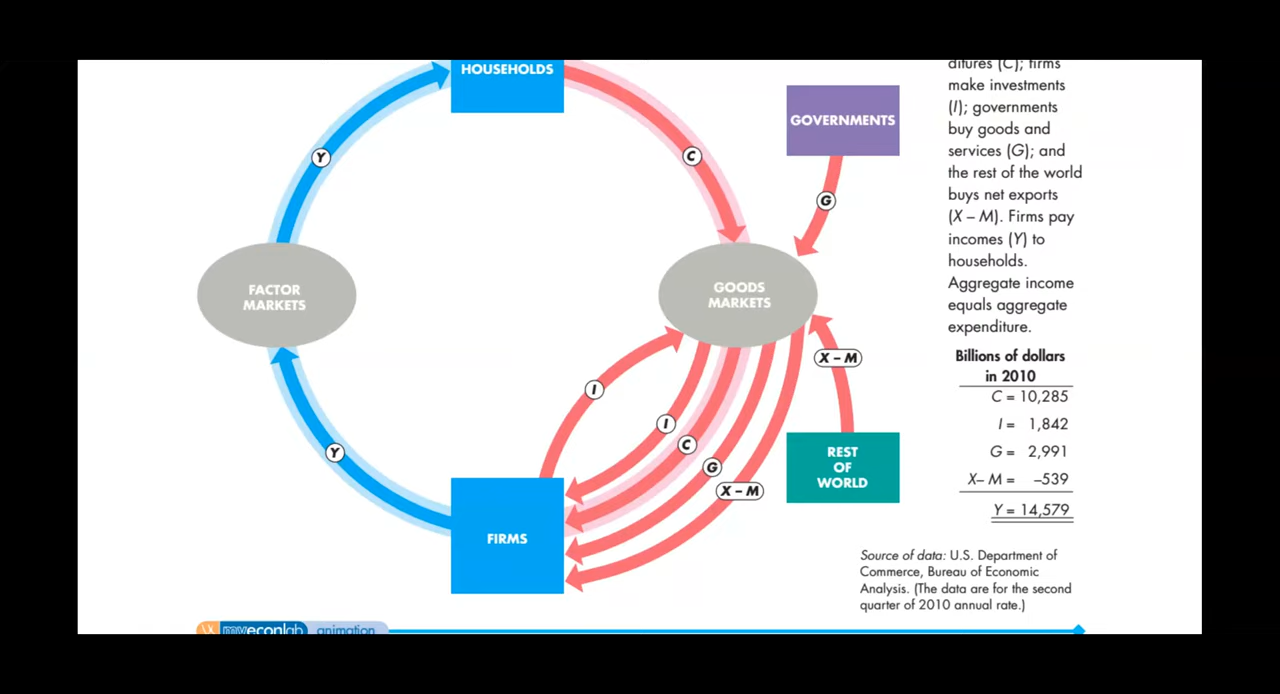 HOUSEHOLDS
ditures (C); firms
make investments
(I); governments
buy goods and
services (G); and
the rest of the world
buys net exports
(X – M). Firms pay
incomes (Y) to
households.
Aggregate income
equals aggregate
expenditure.
GOVERNMENTS
Y
C
G
FACTOR
MARKETS
GOODS
MARKETS
X – M
I
I
C
G
X – M
Y
REST
OF
WORLD
FIRMS
Billions of dollars
in 2010
C = 10,285
I = 1,842
G = 2,991
X– M = –539
Y = 14,579
Source of data: U.S. Department of
Commerce, Bureau of Economic
Analysis. (The data are for the second
quarter of 2010 annual rate.)
myeconlab animation